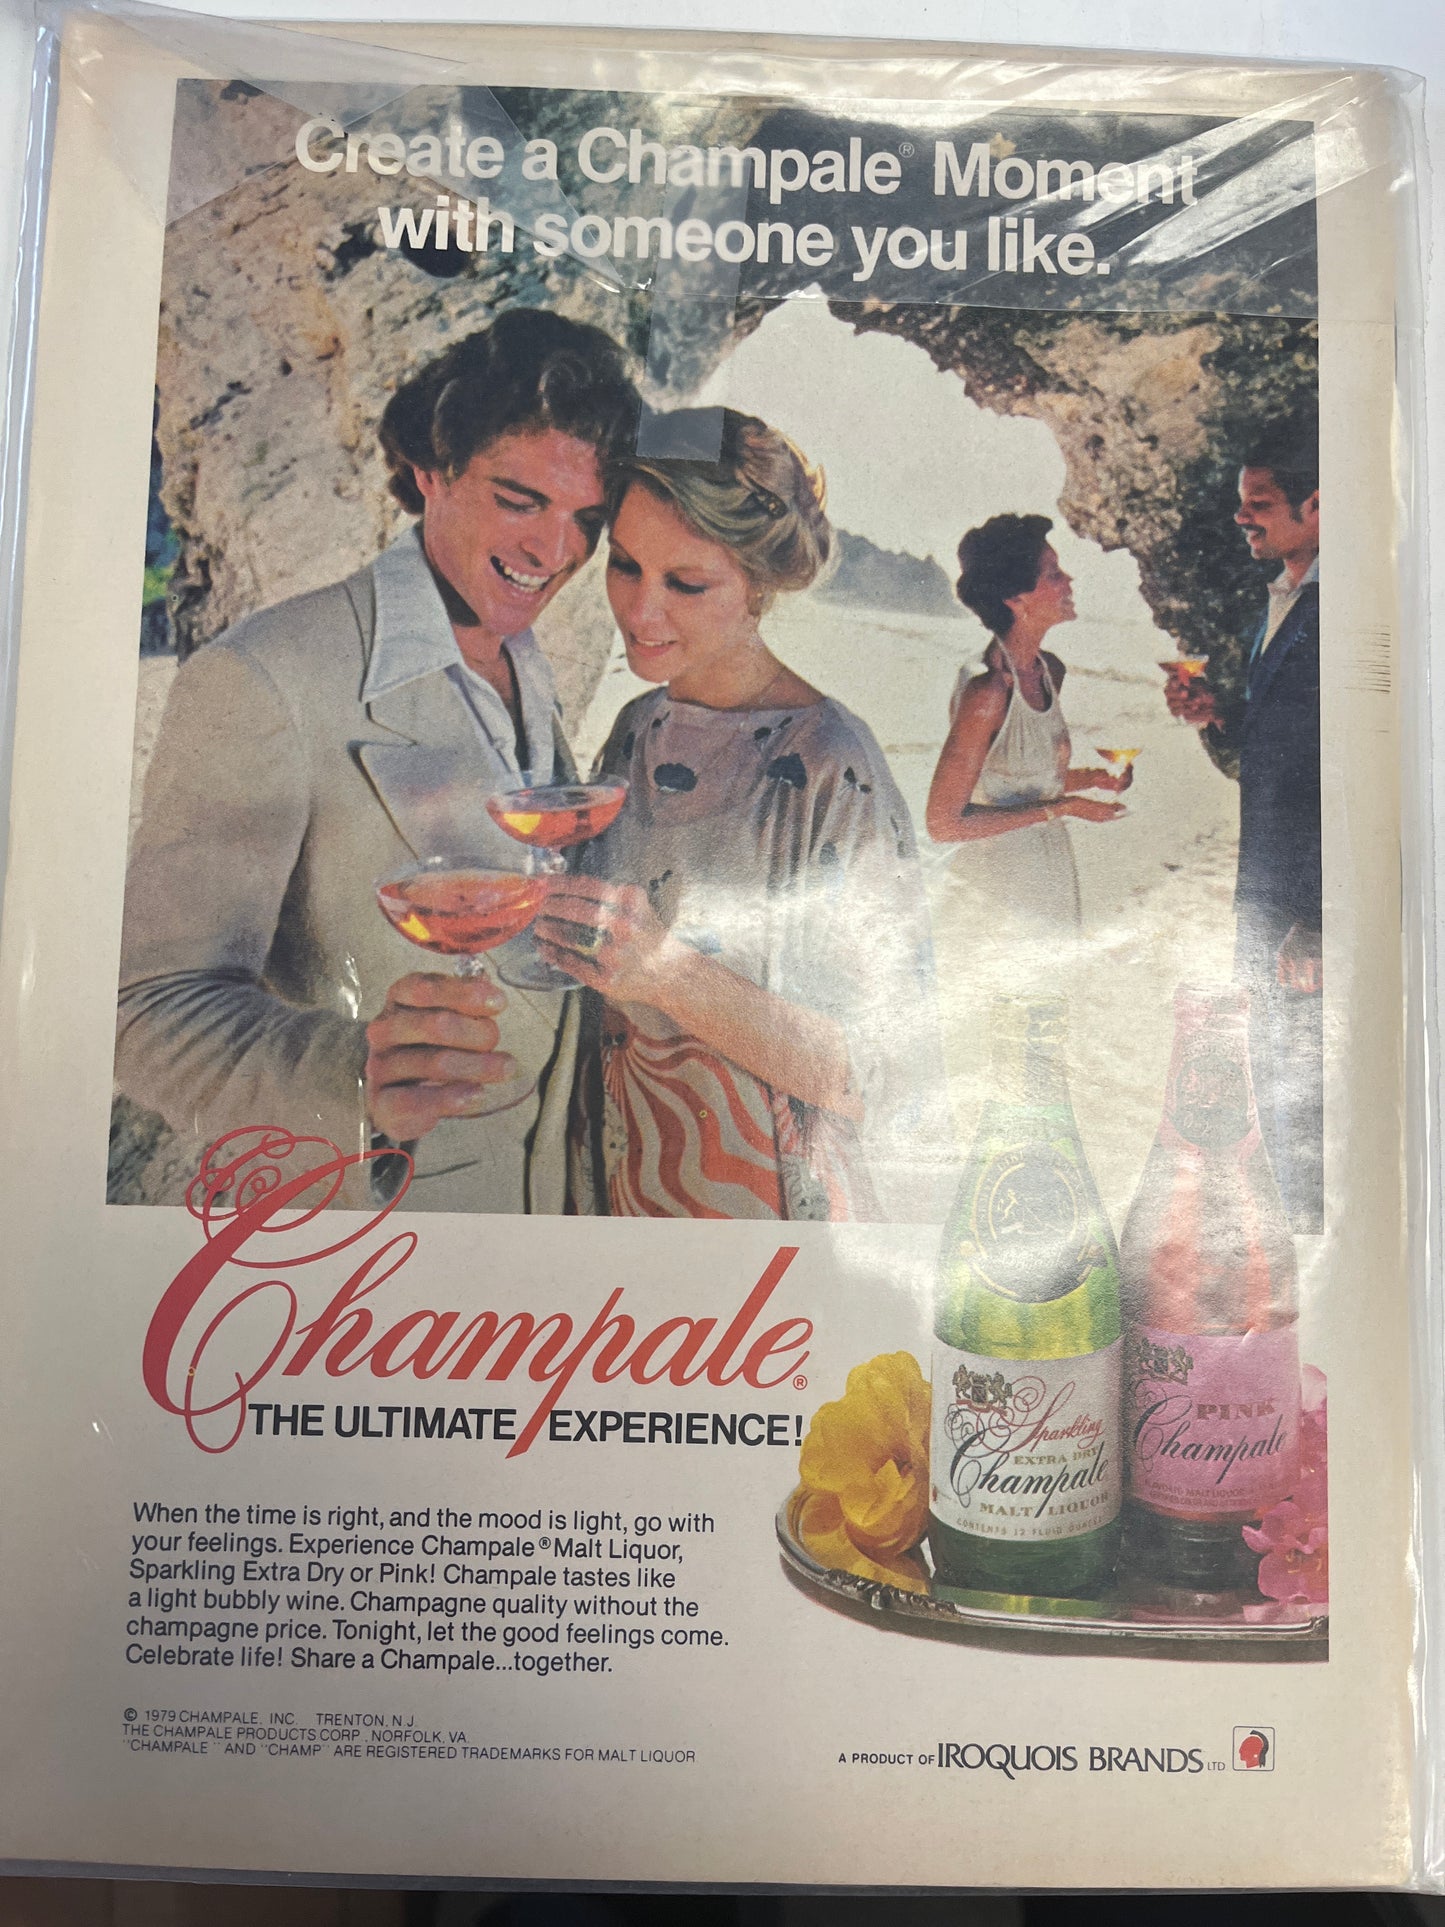 Create a Champale® Moment
with someone you like.
Champale®
THE ULTIMATE EXPERIENCE!
When the time is right, and the mood is light, go with
your feelings. Experience Champale® Malt Liquor,
Sparkling Extra Dry or Pink! Champale tastes like
a light bubbly wine. Champagne quality without the
champagne price. Tonight, let the good feelings come.
Celebrate life! Share a Champale...together.
Sparkling
EXTRA DRY
Champale
MALT LIQUOR
CONTENTS 12 FLUID OUNCES
PINK
Champale
© 1979 CHAMPALE, INC. TRENTON, N.J.
THE CHAMPALE PRODUCTS CORP., NORFOLK, VA.
"CHAMPALE" AND "CHAMP" ARE REGISTERED TRADEMARKS FOR MALT LIQUOR
A PRODUCT OF IROQUOIS BRANDS LTD